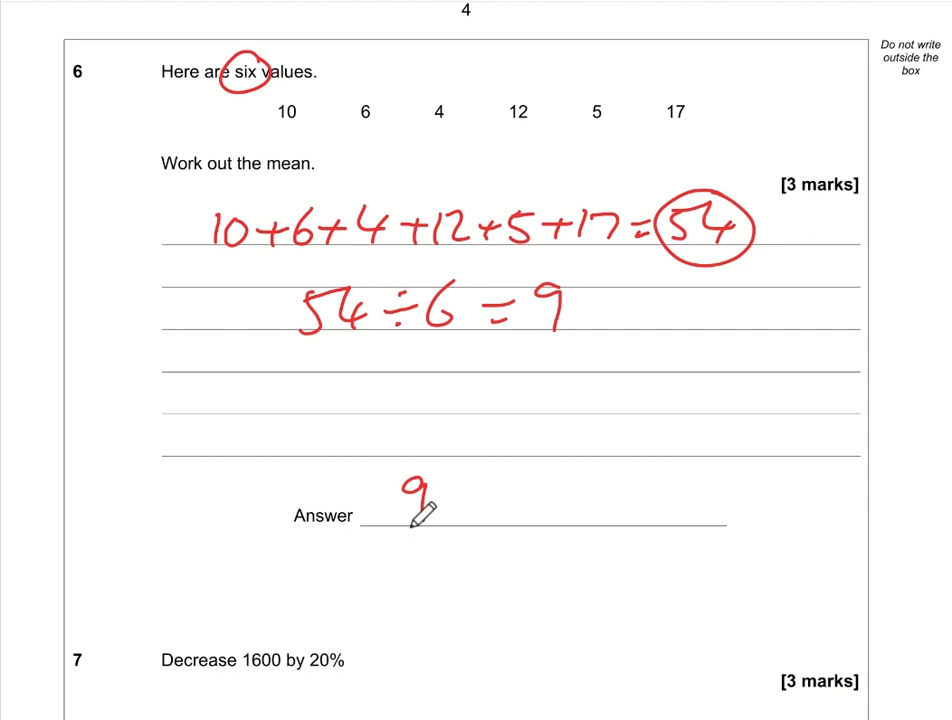 4
Do not write
outside the
box
6 Here are six values.
10 6 4 12 5 17
Work out the mean.
[3 marks]
10+6+4+12+5+17=54
54÷6=9
9
Answer
7 Decrease 1600 by 20%
[3 marks]